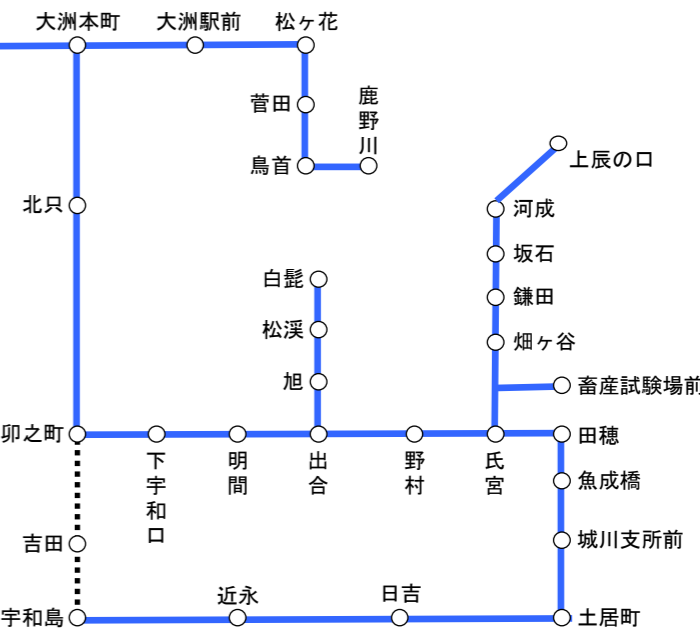 大洲本町
大洲駅前
松ヶ花
菅田
鹿野川
鳥首
上辰の口
北只
河成
坂石
白髭
鎌田
松渓
畑ヶ谷
旭
畜産試験場前
卯之町
下宇和口
明間
出合
野村
氏宮
田穂
魚成橋
吉田
城川支所前
宇和島
近永
日吉
土居町